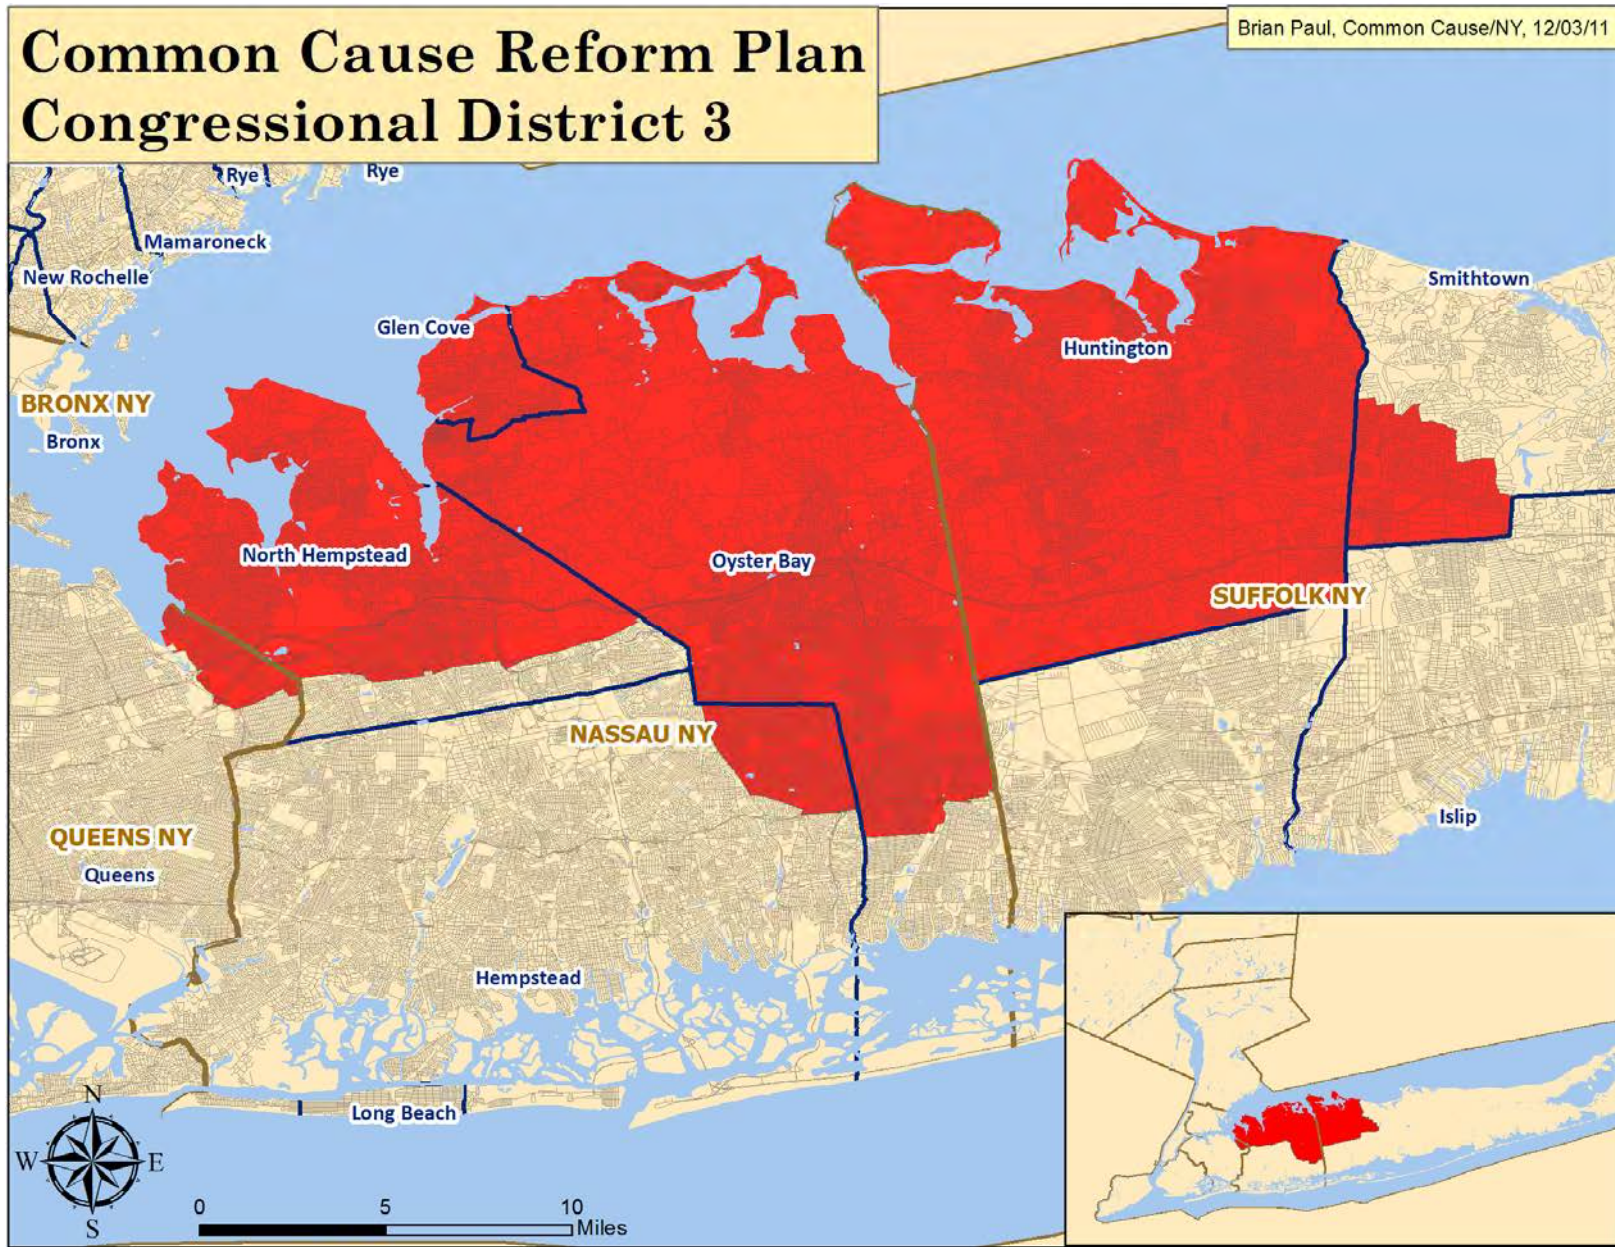 Common Cause Reform Plan
Congressional District 3
Brian Paul, Common Cause/NY, 12/03/11
Rye
Rye
Mamaroneck
New Rochelle
Smithtown
Glen Cove
Huntington
BRONX NY
Bronx
North Hempstead
Oyster Bay
SUFFOLK NY
NASSAU NY
QUEENS NY
Queens
Islip
Hempstead
Long Beach
N
W
E
S
0
5
10
Miles